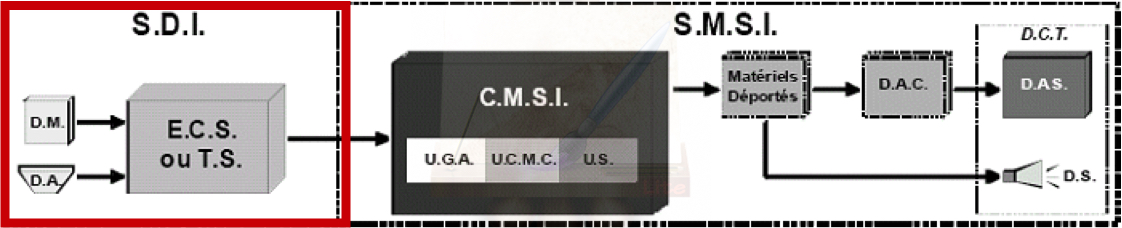 S.D.I.
D.M.
D.A.
E.C.S.
ou T.S.
S.M.S.I.
C.M.S.I.
U.G.A.
U.C.M.C.
U.S.
Matériels
Déportés
D.A.C.
D.C.T.
D.AS.
D.S.